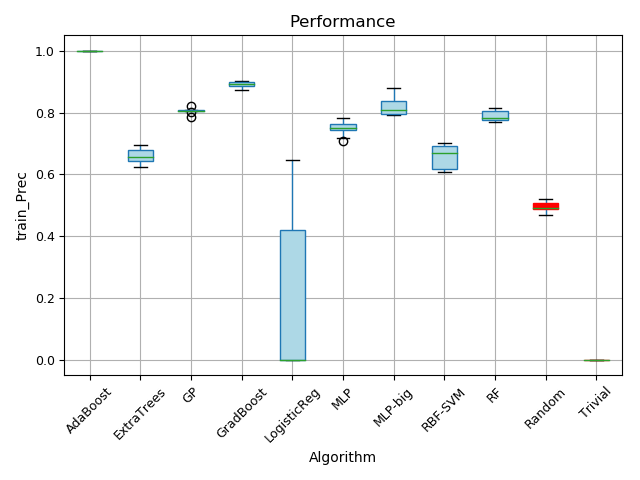 Performance
train_Prec
1.0
0.8
0.6
0.4
0.2
0.0
AdaBoost
ExtraTrees
GP
GradBoost
LogisticReg
MLP
MLP-big
RBF-SVM
RF
Random
Trivial
Algorithm